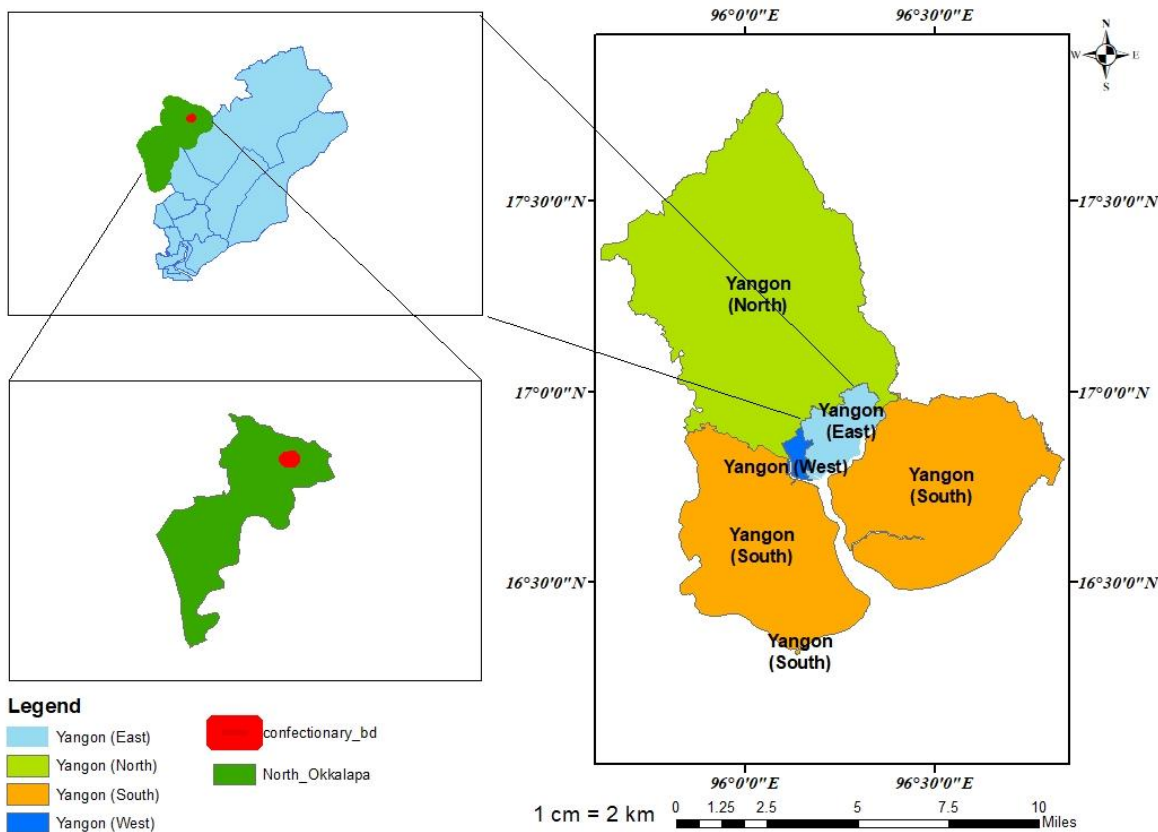 96°0'0"E
96°30'0"E
N
W
E
S
17°30'0"N
17°30'0"N
Yangon
(North)
17°0'0"N
17°0'0"N
Yangon
(East)
Yangon (West)
Yangon
(South)
Yangon
(South)
16°30'0"N
16°30'0"N
Yangon
(South)
Legend
Yangon (East)
Yangon (North)
Yangon (South)
Yangon (West)
confectionary_bd
North_Okkalapa
96°0'0"E
96°30'0"E
1 cm = 2 km
0 1.25 2.5 5 7.5 10
Miles